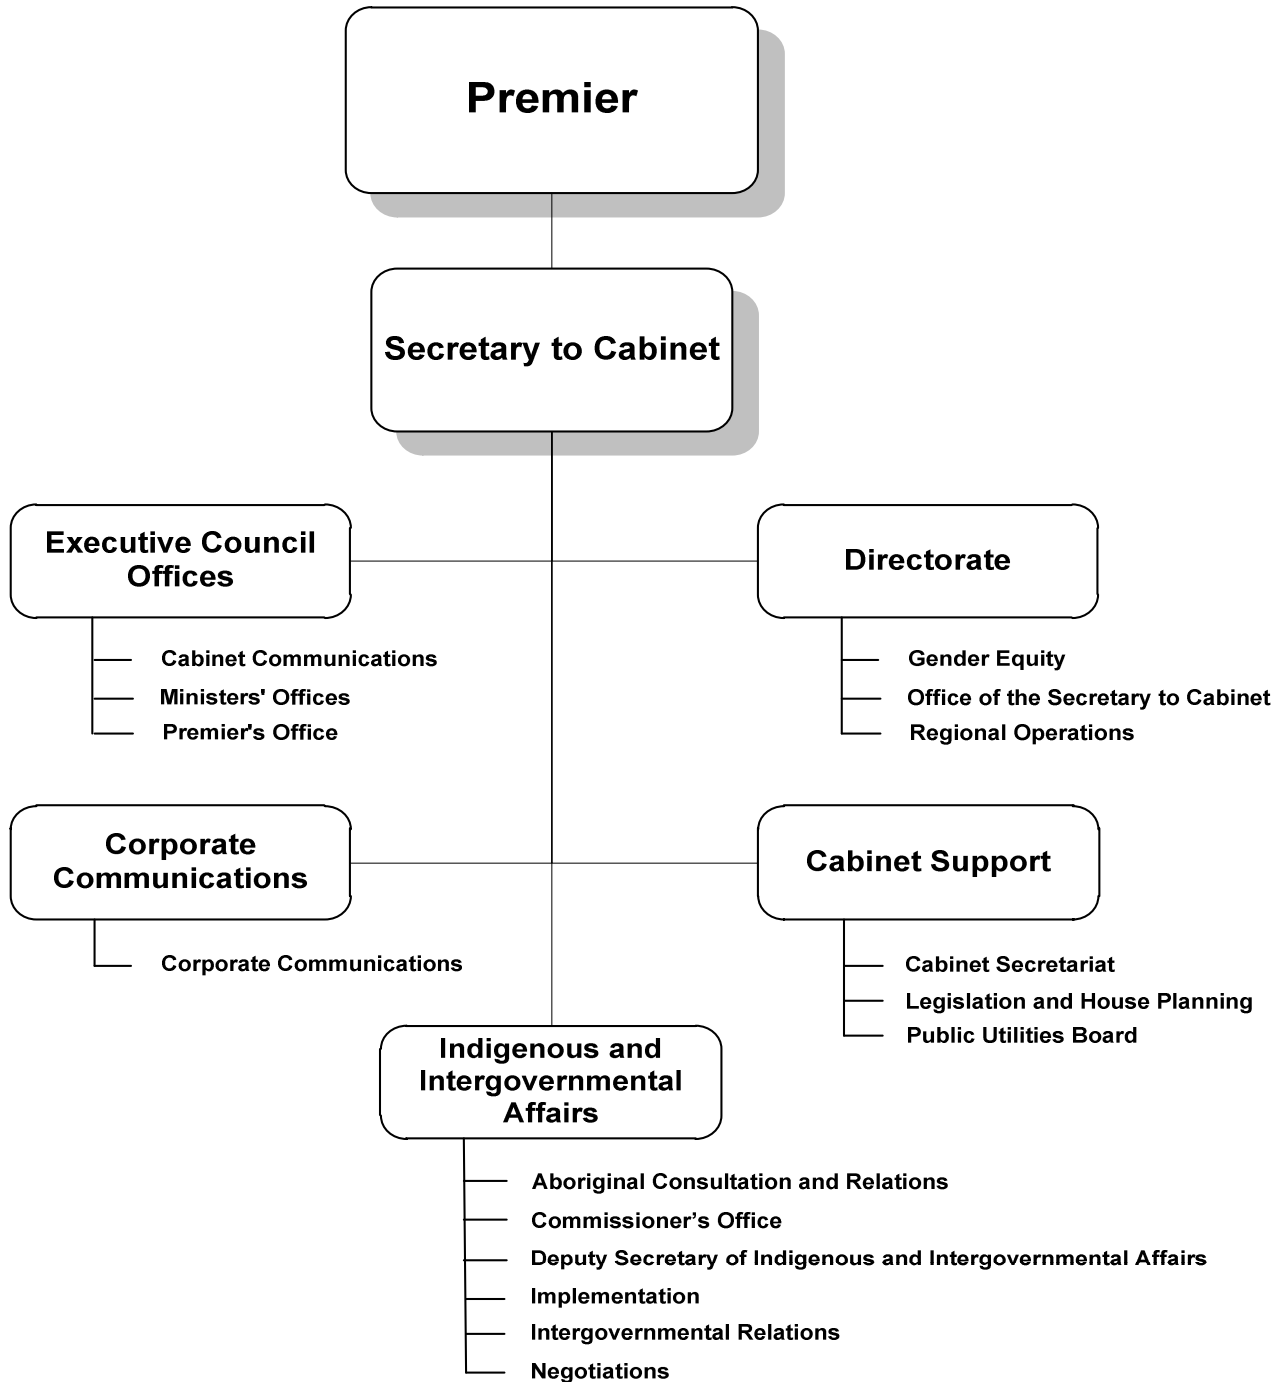 Premier
Secretary to Cabinet
Executive Council
Offices
Cabinet Communications
Ministers' Offices
Premier's Office
Directorate
Gender Equity
Office of the Secretary to Cabinet
Regional Operations
Corporate
Communications
Corporate Communications
Cabinet Support
Cabinet Secretariat
Legislation and House Planning
Public Utilities Board
Indigenous and
Intergovernmental
Affairs
Aboriginal Consultation and Relations
Commissioner’s Office
Deputy Secretary of Indigenous and Intergovernmental Affairs
Implementation
Intergovernmental Relations
Negotiations